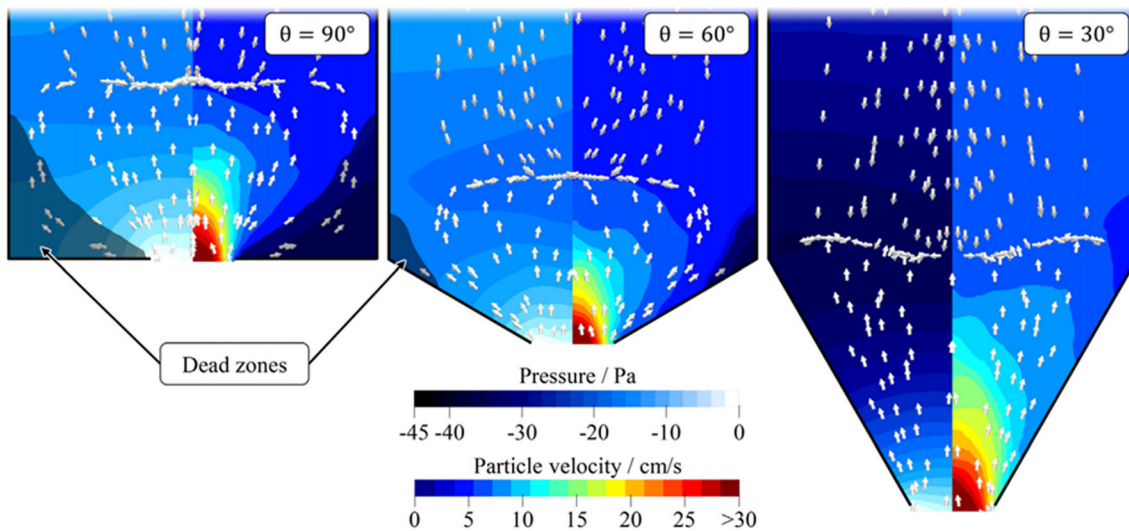 θ = 90°
θ = 60°
θ = 30°
Dead zones
Pressure / Pa
-45 -40 -30 -20 -10 0
Particle velocity / cm/s
0 5 10 15 20 25 >30